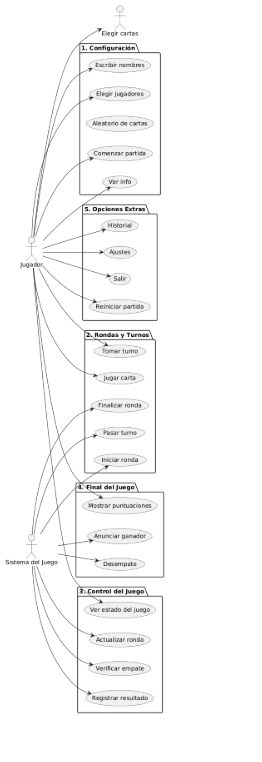 Elegir cartas
1. Configuración
Escribir nombres
Elegir jugadores
Aleatorio de cartas
Comenzar partida
Ver info
5. Opciones Extras
Historial
Jugador
Ajustes
Salir
Reiniciar partida
2. Rondas y Turnos
Tomar turno
Jugar carta
Finalizar ronda
Pasar turno
Iniciar ronda
4. Final del Juego
Mostrar puntuaciones
Anunciar ganador
Sistema del Juego
Desempate
3. Control del Juego
Ver estado del juego
Actualizar ronda
Verificar empate
Registrar resultado